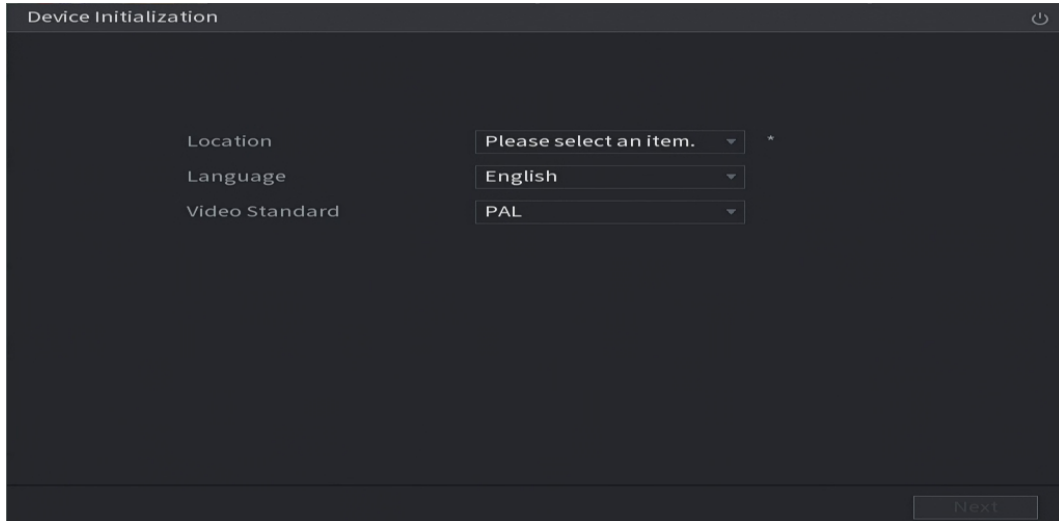 Device Initialization
Location Please select an item. *
Language English
Video Standard PAL
Next